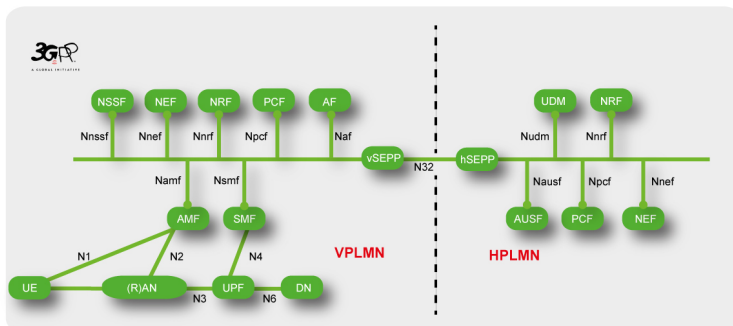 3GPP
A GLOBAL INITIATIVE
NSSF NEF NRF PCF AF UDM NRF
Nnssf Nnef Nnrf Npcf Naf Nudm Nnrf
vSEPP N32 hSEPP
Namf Nsmf Nausf Npcf Nnef
AMF SMF AUSF PCF NEF
N1 N2 N4 VPLMN HPLMN
UE (R)AN N3 UPF N6 DN